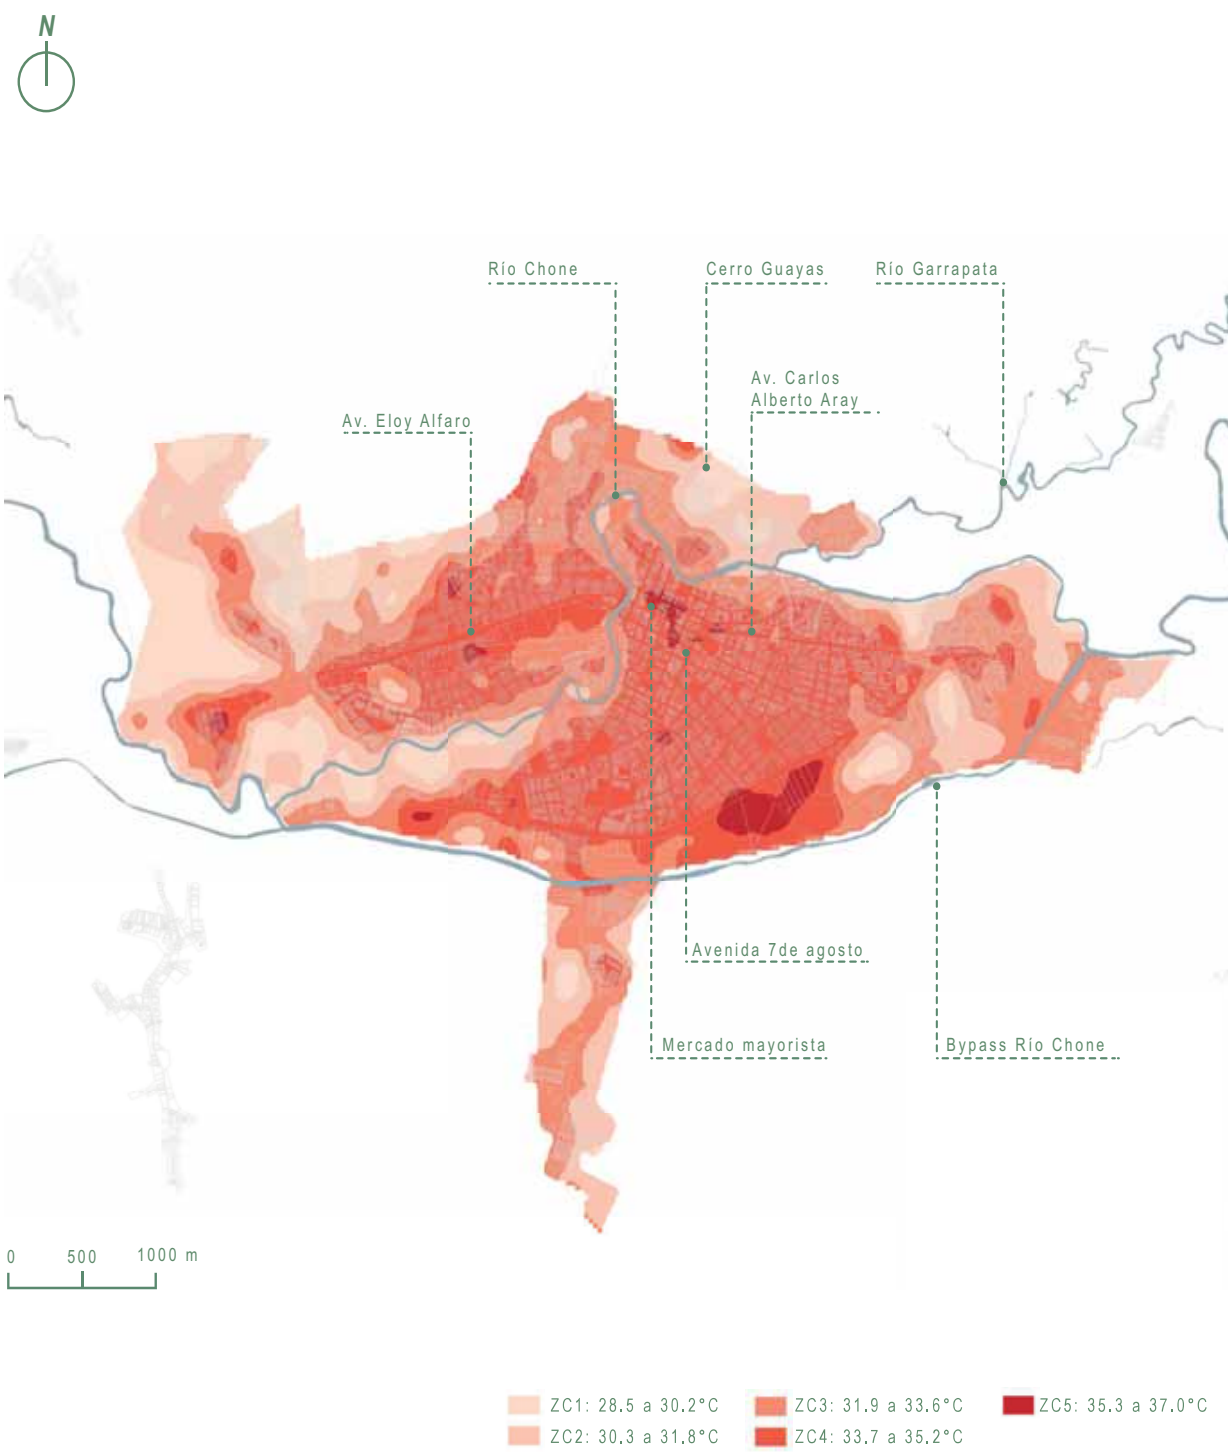 N
Río Chone
Cerro Guayas
Río Garrapata
Av. Carlos
Alberto Aray
Av. Eloy Alfaro
Avenida 7de agosto
Mercado mayorista
Bypass Río Chone
0 500 1000 m
ZC1: 28.5 a 30.2°C
ZC2: 30.3 a 31.8°C
ZC3: 31.9 a 33.6°C
ZC4: 33.7 a 35.2°C
ZC5: 35.3 a 37.0°C